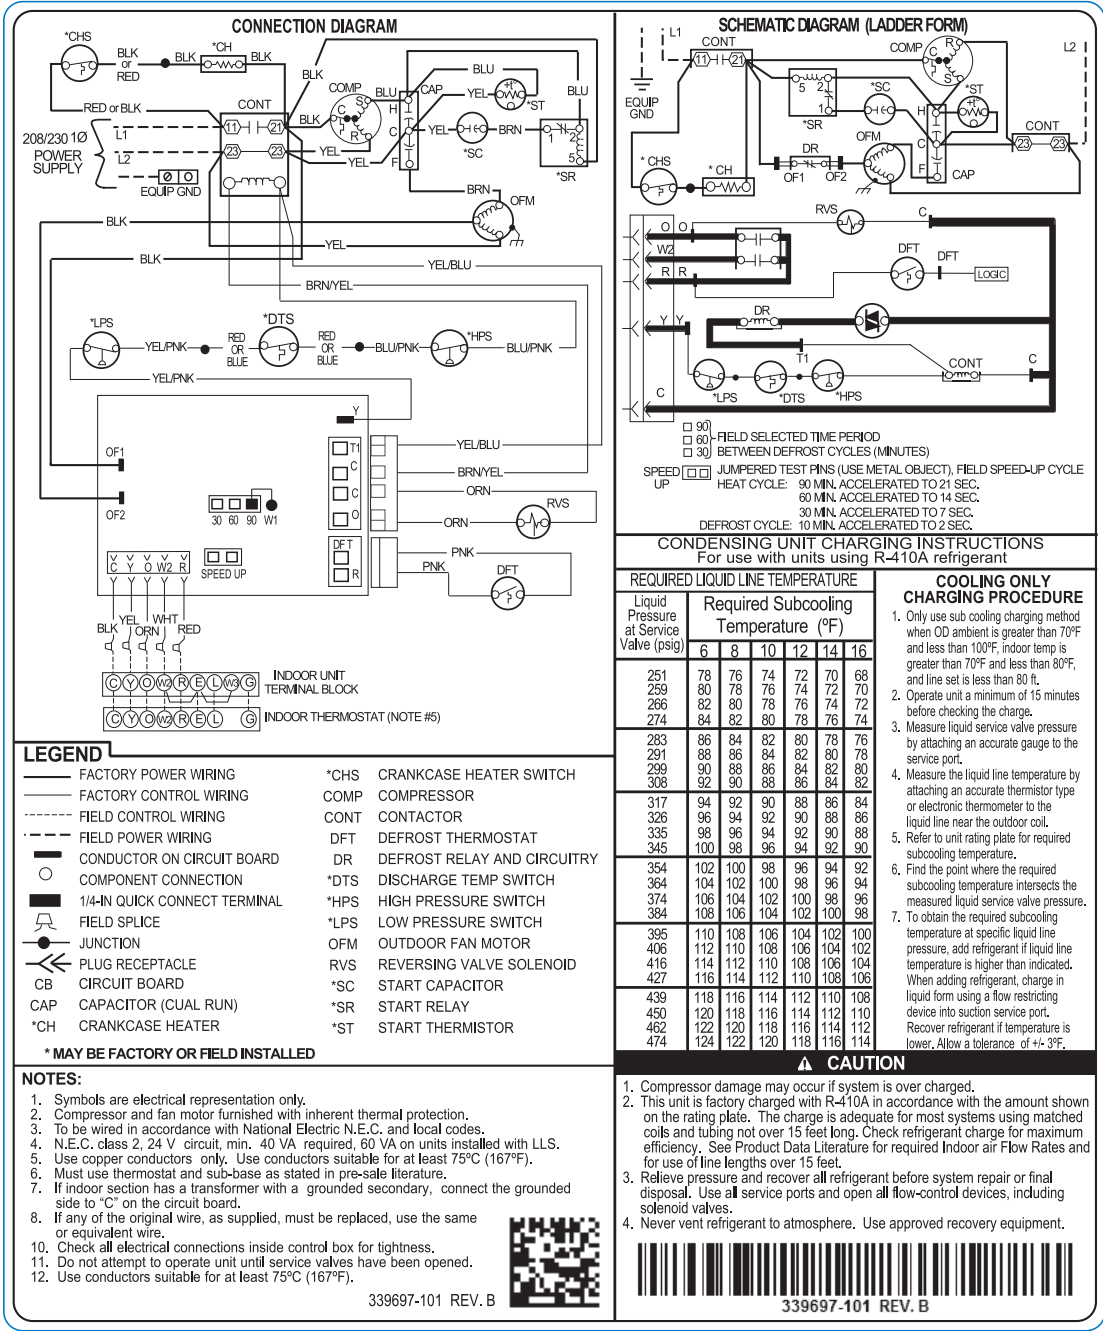 CONNECTION DIAGRAM
*CHS
BLK
or
RED
BLK
*CH
BLK
BLK
COMP
BLU
CAP
BLU
BLU
YEL
+t°
*ST
RED or BLK
CONT
BLK
S
C
R
H
C
F
208/230 1Ø
POWER
SUPPLY
L1
L2
11
21
23
23
YEL
YEL
YEL
BRN
*SC
1
2
5
*SR
EQUIP GND
BRN
OFM
BLK
YEL
BLK
YEL/BLU
BRN/YEL
*LPS
YEL/PNK
RED
OR
BLUE
*DTS
RED
OR
BLUE
BLU/PNK
*HPS
BLU/PNK
YEL/PNK
Y
OF1
OF2
T1
C
C
O
YEL/BLU
BRN/YEL
ORN
RVS
ORN
30 60 90 W1
DFT
R
PNK
PNK
DFT
C Y O W2 R
SPEED UP
BLK
YEL
ORN
WHT
RED
C Y O W2 R E L W3 G
INDOOR UNIT
TERMINAL BLOCK
C Y O W2 R E L G
INDOOR THERMOSTAT (NOTE #5)
LEGEND
FACTORY POWER WIRING
FACTORY CONTROL WIRING
FIELD CONTROL WIRING
FIELD POWER WIRING
CONDUCTOR ON CIRCUIT BOARD
COMPONENT CONNECTION
1/4-IN QUICK CONNECT TERMINAL
FIELD SPLICE
JUNCTION
PLUG RECEPTACLE
CB CIRCUIT BOARD
CAP CAPACITOR (CUAL RUN)
*CH CRANKCASE HEATER
*CHS CRANKCASE HEATER SWITCH
COMP COMPRESSOR
CONT CONTACTOR
DFT DEFROST THERMOSTAT
DR DEFROST RELAY AND CIRCUITRY
*DTS DISCHARGE TEMP SWITCH
*HPS HIGH PRESSURE SWITCH
*LPS LOW PRESSURE SWITCH
OFM OUTDOOR FAN MOTOR
RVS REVERSING VALVE SOLENOID
*SC START CAPACITOR
*SR START RELAY
*ST START THERMISTOR
* MAY BE FACTORY OR FIELD INSTALLED
NOTES:
1. Symbols are electrical representation only.
2. Compressor and fan motor furnished with inherent thermal protection.
3. To be wired in accordance with National Electric N.E.C. and local codes.
4. N.E.C. class 2, 24 V circuit, min. 40 VA required, 60 VA on units installed with LLS.
5. Use copper conductors only. Use conductors suitable for at least 75°C (167°F).
6. Must use thermostat and sub-base as stated in pre-sale literature.
7. If indoor section has a transformer with a grounded secondary, connect the grounded
side to “C” on the circuit board.
8. If any of the original wire, as supplied, must be replaced, use the same
or equivalent wire.
10. Check all electrical connections inside control box for tightness.
11. Do not attempt to operate unit until service valves have been opened.
12. Use conductors suitable for at least 75°C (167°F).
339697-101 REV. B
SCHEMATIC DIAGRAM (LADDER FORM)
L1
CONT
11
21
COMP
R
C
S
L2
EQUIP
GND
5
2
1
*SR
*SC
*ST
+t°
H
C
F
CAP
CONT
23
23
OFM
DR
OF1
OF2
* CHS
* CH
RVS
C
O O
W2
R R
DFT
DFT
LOGIC
DR
Y Y
T1
CONT
C
*LPS
*DTS
*HPS
C
90
60
30
FIELD SELECTED TIME PERIOD
BETWEEN DEFROST CYCLES (MINUTES)
SPEED
UP
JUMPERED TEST PINS (USE METAL OBJECT), FIELD SPEED-UP CYCLE
HEAT CYCLE: 90 MIN. ACCELERATED TO 21 SEC.
60 MIN. ACCELERATED TO 14 SEC.
30 MIN. ACCELERATED TO 7 SEC.
DEFROST CYCLE: 10 MIN. ACCELERATED TO 2 SEC.
CONDENSING UNIT CHARGING INSTRUCTIONS
For use with units using R-410A refrigerant
REQUIRED LIQUID LINE TEMPERATURE
Liquid
Pressure
at Service
Valve (psig)
Required Subcooling
Temperature (ºF)
6 8 10 12 14 16
251 78 76 74 72 70 68
259 80 78 76 74 72 70
266 82 80 78 76 74 72
274 84 82 80 78 76 74
283 86 84 82 80 78 76
291 88 86 84 82 80 78
299 90 88 86 84 82 80
308 92 90 88 86 84 82
317 94 92 90 88 86 84
326 96 94 92 90 88 86
335 98 96 94 92 90 88
345 100 98 96 94 92 90
354 102 100 98 96 94 92
364 104 102 100 98 96 94
374 106 104 102 100 98 96
384 108 106 104 102 100 98
395 110 108 106 104 102 100
406 112 110 108 106 104 102
416 114 112 110 108 106 104
427 116 114 112 110 108 106
439 118 116 114 112 110 108
450 120 118 116 114 112 110
462 122 120 118 116 114 112
474 124 122 120 118 116 114
COOLING ONLY
CHARGING PROCEDURE
1. Only use sub cooling charging method
when OD ambient is greater than 70ºF
and less than 100ºF, indoor temp is
greater than 70ºF and less than 80ºF,
and line set is less than 80 ft.
2. Operate unit a minimum of 15 minutes
before checking the charge.
3. Measure liquid service valve pressure
by attaching an accurate gauge to the
service port.
4. Measure the liquid line temperature by
attaching an accurate thermistor type
or electronic thermometer to the
liquid line near the outdoor coil.
5. Refer to unit rating plate for required
subcooling temperature.
6. Find the point where the required
subcooling temperature intersects the
measured liquid service valve pressure.
7. To obtain the required subcooling
temperature at specific liquid line
pressure, add refrigerant if liquid line
temperature is higher than indicated.
When adding refrigerant, charge in
liquid form using a flow restricting
device into suction service port.
Recover refrigerant if temperature is
lower. Allow a tolerance of +/- 3ºF.
CAUTION
1. Compressor damage may occur if system is over charged.
2. This unit is factory charged with R-410A in accordance with the amount shown
on the rating plate. The charge is adequate for most systems using matched
coils and tubing not over 15 feet long. Check refrigerant charge for maximum
efficiency. See Product Data Literature for required Indoor air Flow Rates and
for use of line lengths over 15 feet.
3. Relieve pressure and recover all refrigerant before system repair or final
disposal. Use all service ports and open all flow-control devices, including
solenoid valves.
4. Never vent refrigerant to atmosphere. Use approved recovery equipment.
339697-101 REV. B